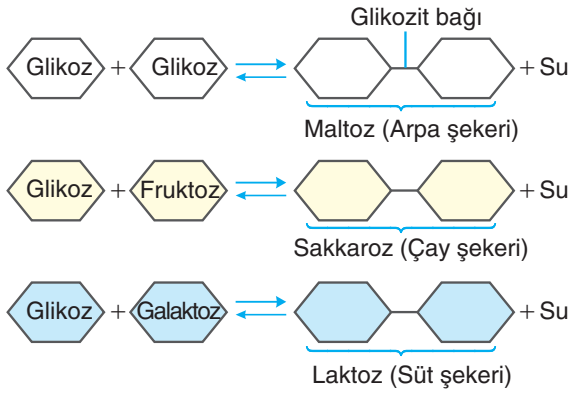 Glikozit bağı
Glikoz + Glikoz + Su
Maltoz (Arpa şekeri)
Glikoz + Fruktoz + Su
Sakkaroz (Çay şekeri)
Glikoz + Galaktoz + Su
Laktoz (Süt şekeri)